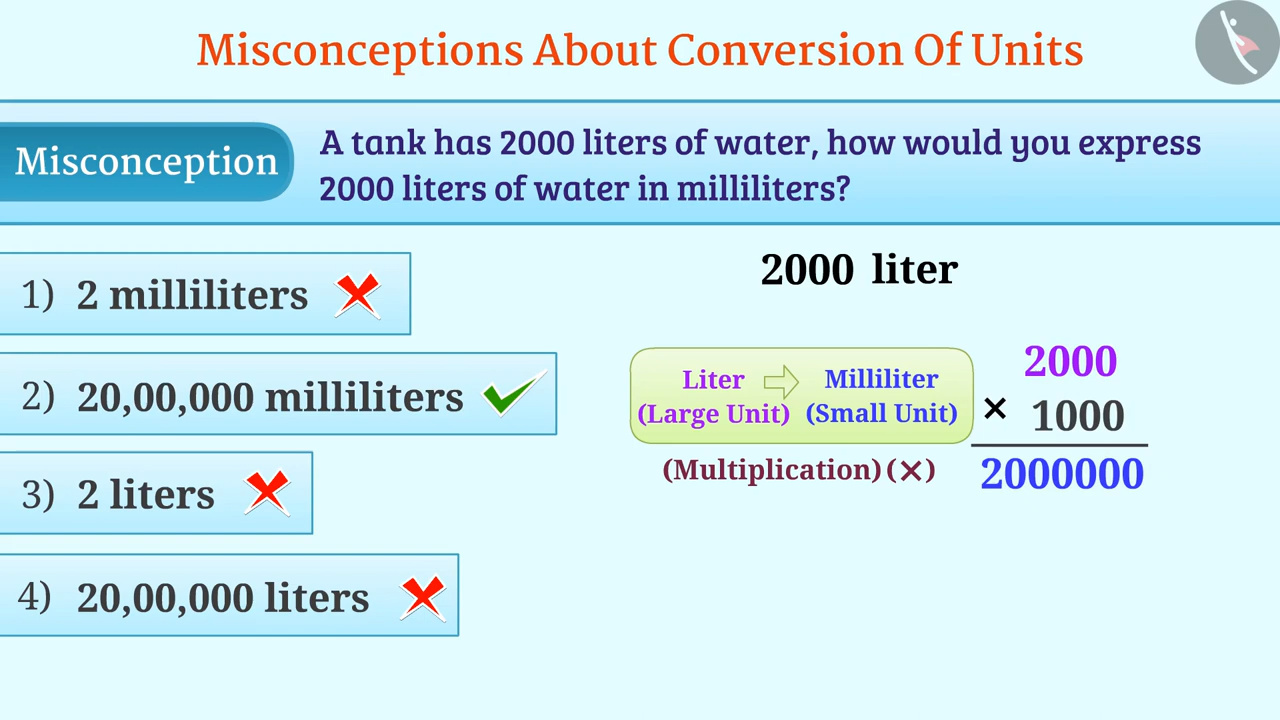 Misconceptions About Conversion Of Units
Misconception
A tank has 2000 liters of water, how would you express
2000 liters of water in milliliters?
1) 2 milliliters
2) 20,00,000 milliliters
3) 2 liters
4) 20,00,000 liters
2000 liter
Liter Milliliter
(Large Unit) (Small Unit)
(Multiplication) (×)
2000
× 1000
2000000